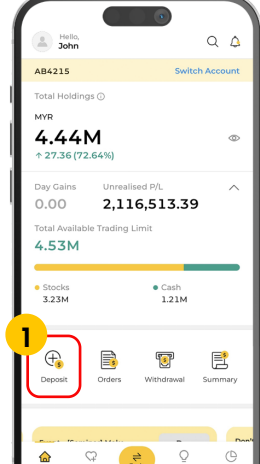 Hello,
John
AB4215 Switch Account
Total Holdings
MYR
4.44M
↑ 27.36 (72.64%)
Day Gains Unrealised P/L
0.00 2,116,513.39
Total Available Trading Limit
4.53M
Stocks Cash
3.23M 1.21M
1
Deposit Orders Withdrawal Summary